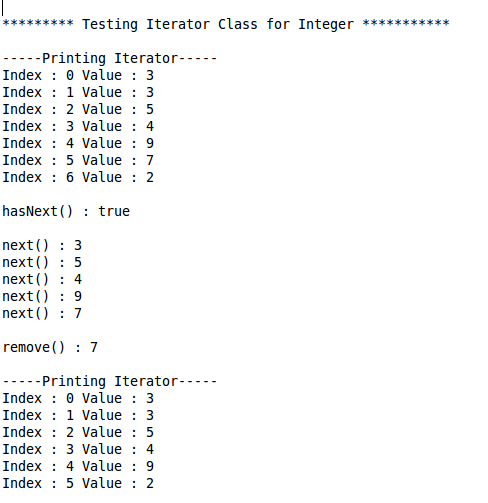 ********* Testing Iterator Class for Integer ***********
-----Printing Iterator-----
Index : 0 Value : 3
Index : 1 Value : 3
Index : 2 Value : 5
Index : 3 Value : 4
Index : 4 Value : 9
Index : 5 Value : 7
Index : 6 Value : 2
hasNext() : true
next() : 3
next() : 5
next() : 4
next() : 9
next() : 7
remove() : 7
-----Printing Iterator-----
Index : 0 Value : 3
Index : 1 Value : 3
Index : 2 Value : 5
Index : 3 Value : 4
Index : 4 Value : 9
Index : 5 Value : 2